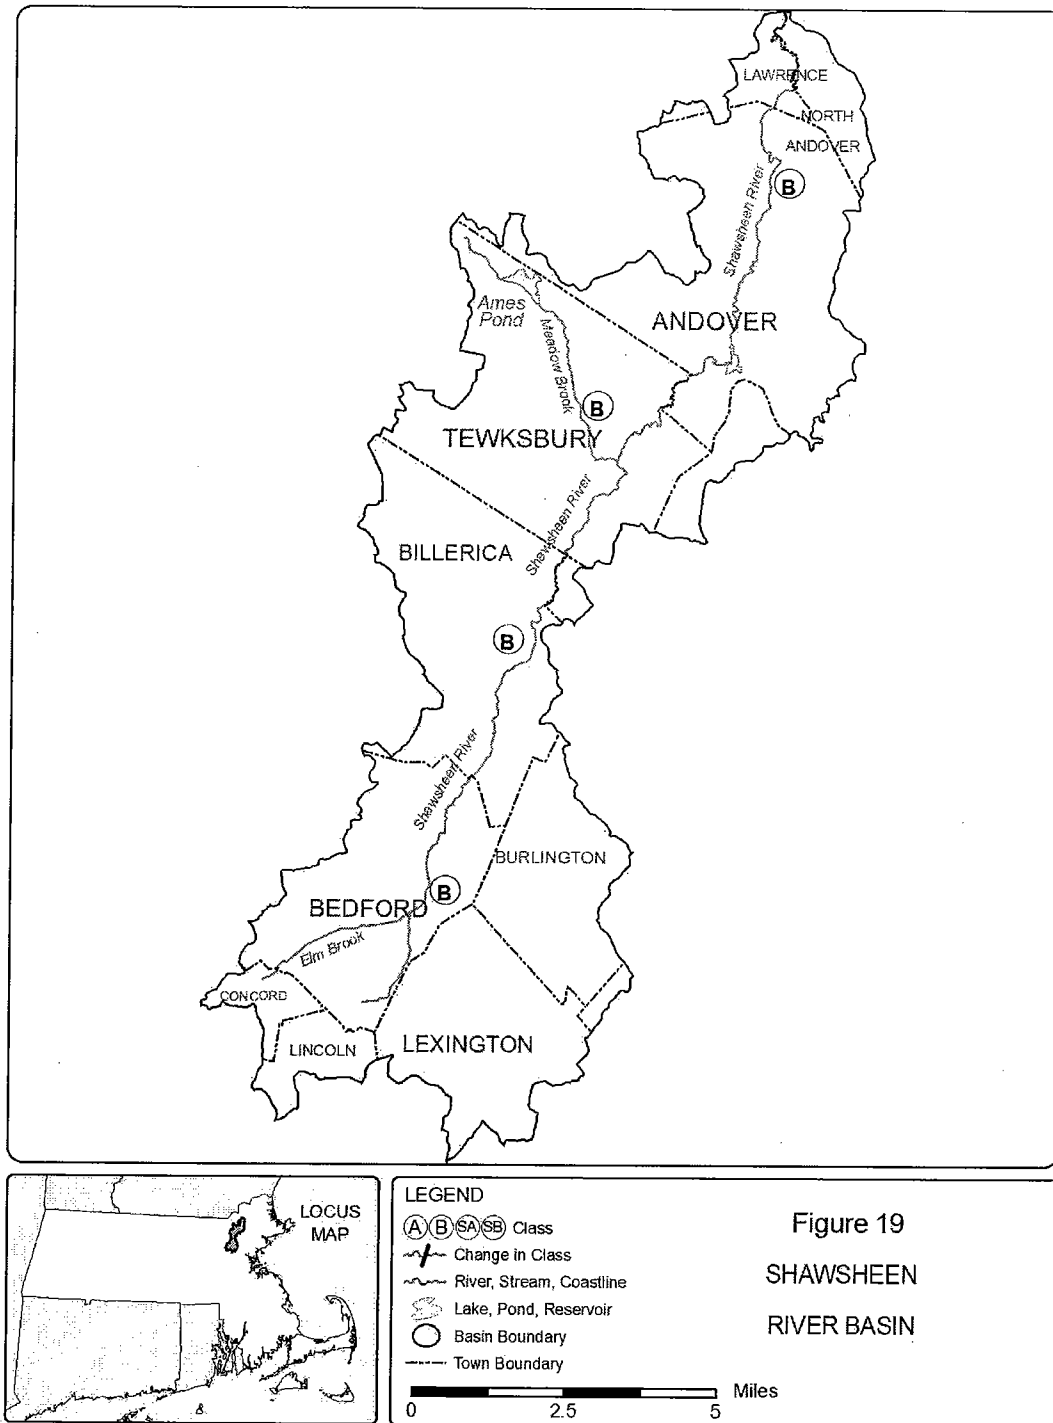 LAWRENCE
NORTH
ANDOVER
B
Shawsheen River
Ames
Pond
Meadow Brook
ANDOVER
B
TEWKSBURY
Shawsheen River
BILLERICA
B
Shawsheen River
BURLINGTON
B
BEDFORD
Elm Brook
CONCORD
LINCOLN
LEXINGTON
LOCUS
MAP
LEGEND
A B SA SB Class
Change in Class
River, Stream, Coastline
Lake, Pond, Reservoir
Basin Boundary
Town Boundary
Miles
0 2.5 5
Figure 19
SHAWSHEEN
RIVER BASIN